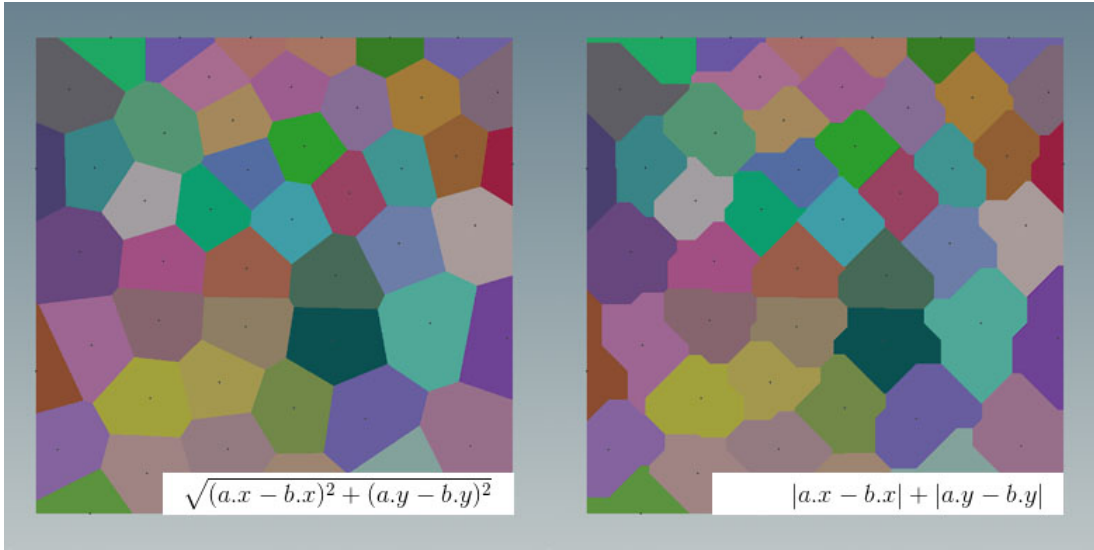 √(a.x − b.x)² + (a.y − b.y)²
|a.x − b.x| + |a.y − b.y|